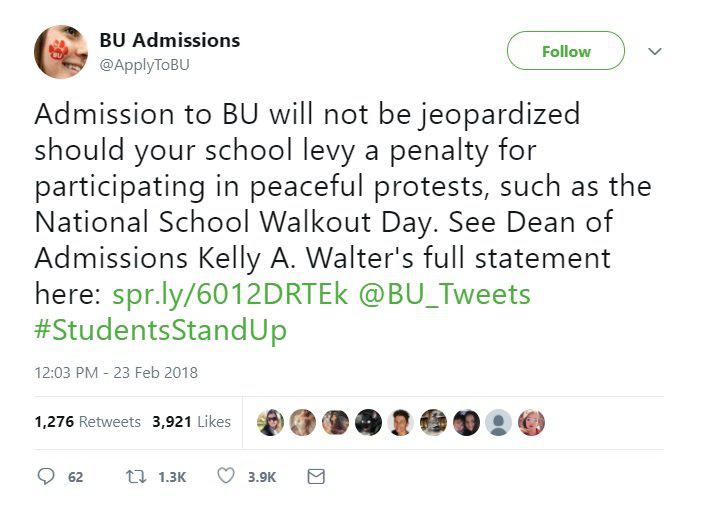 BU Admissions
@ApplyToBU
Follow
Admission to BU will not be jeopardized
should your school levy a penalty for
participating in peaceful protests, such as the
National School Walkout Day. See Dean of
Admissions Kelly A. Walter's full statement
here: spr.ly/6012DRTEk @BU_Tweets
#StudentsStandUp
12:03 PM - 23 Feb 2018
1,276 Retweets 3,921 Likes
62 1.3K 3.9K